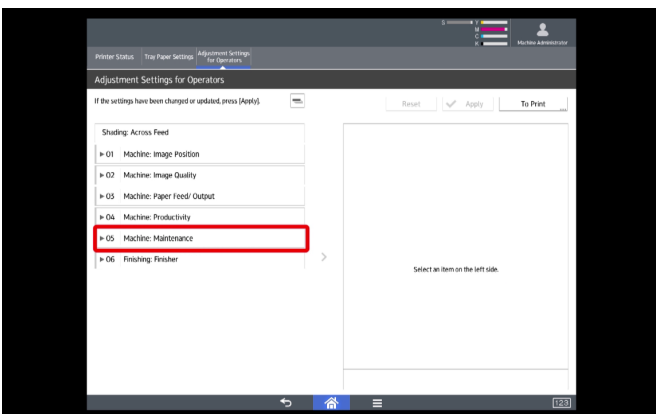 S Y
M
C
K
Machine Administrator
Printer Status Tray Paper Settings Adjustment Settings for Operators
Adjustment Settings for Operators
If the settings have been changed or updated, press [Apply].
Reset Apply To Print
Shading: Across Feed
01 Machine: Image Position
02 Machine: Image Quality
03 Machine: Paper Feed/ Output
04 Machine: Productivity
05 Machine: Maintenance
06 Finishing: Finisher
Select an item on the left side.
123